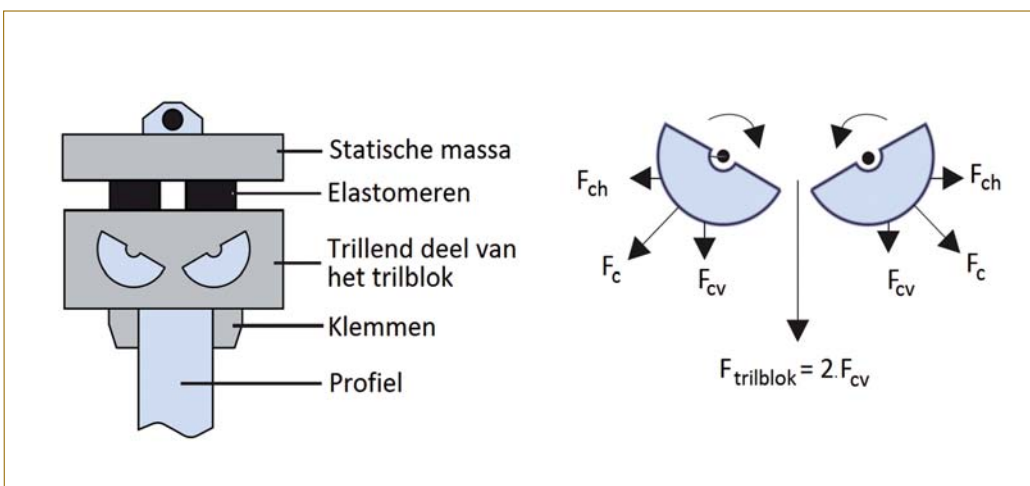 Statische massa
Elastomeren
Trillend deel van
het trilblok
Klemmen
Profiel
F_ch
F_ch
F_c
F_cv
F_cv
F_c
F_trilblok = 2.F_cv